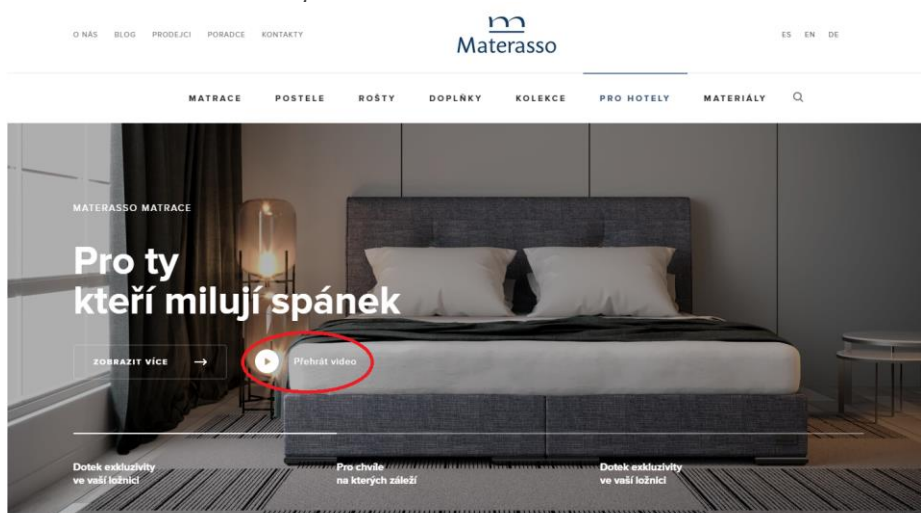 O NÁS BLOG PRODEJCI PORADCE KONTAKTY
Materasso
ES EN DE
MATRACE POSTELE ROŠTY DOPLŇKY KOLEKCE PRO HOTELY MATERIÁLY
MATERASSO MATRACE
Pro ty
kteří milují spánek
ZOBRAZIT VÍCE →
Přehrát video
Dotek exkluzivity
ve vaší ložnici
Pro chvíle
na kterých záleží
Dotek exkluzivity
ve vaší ložnici